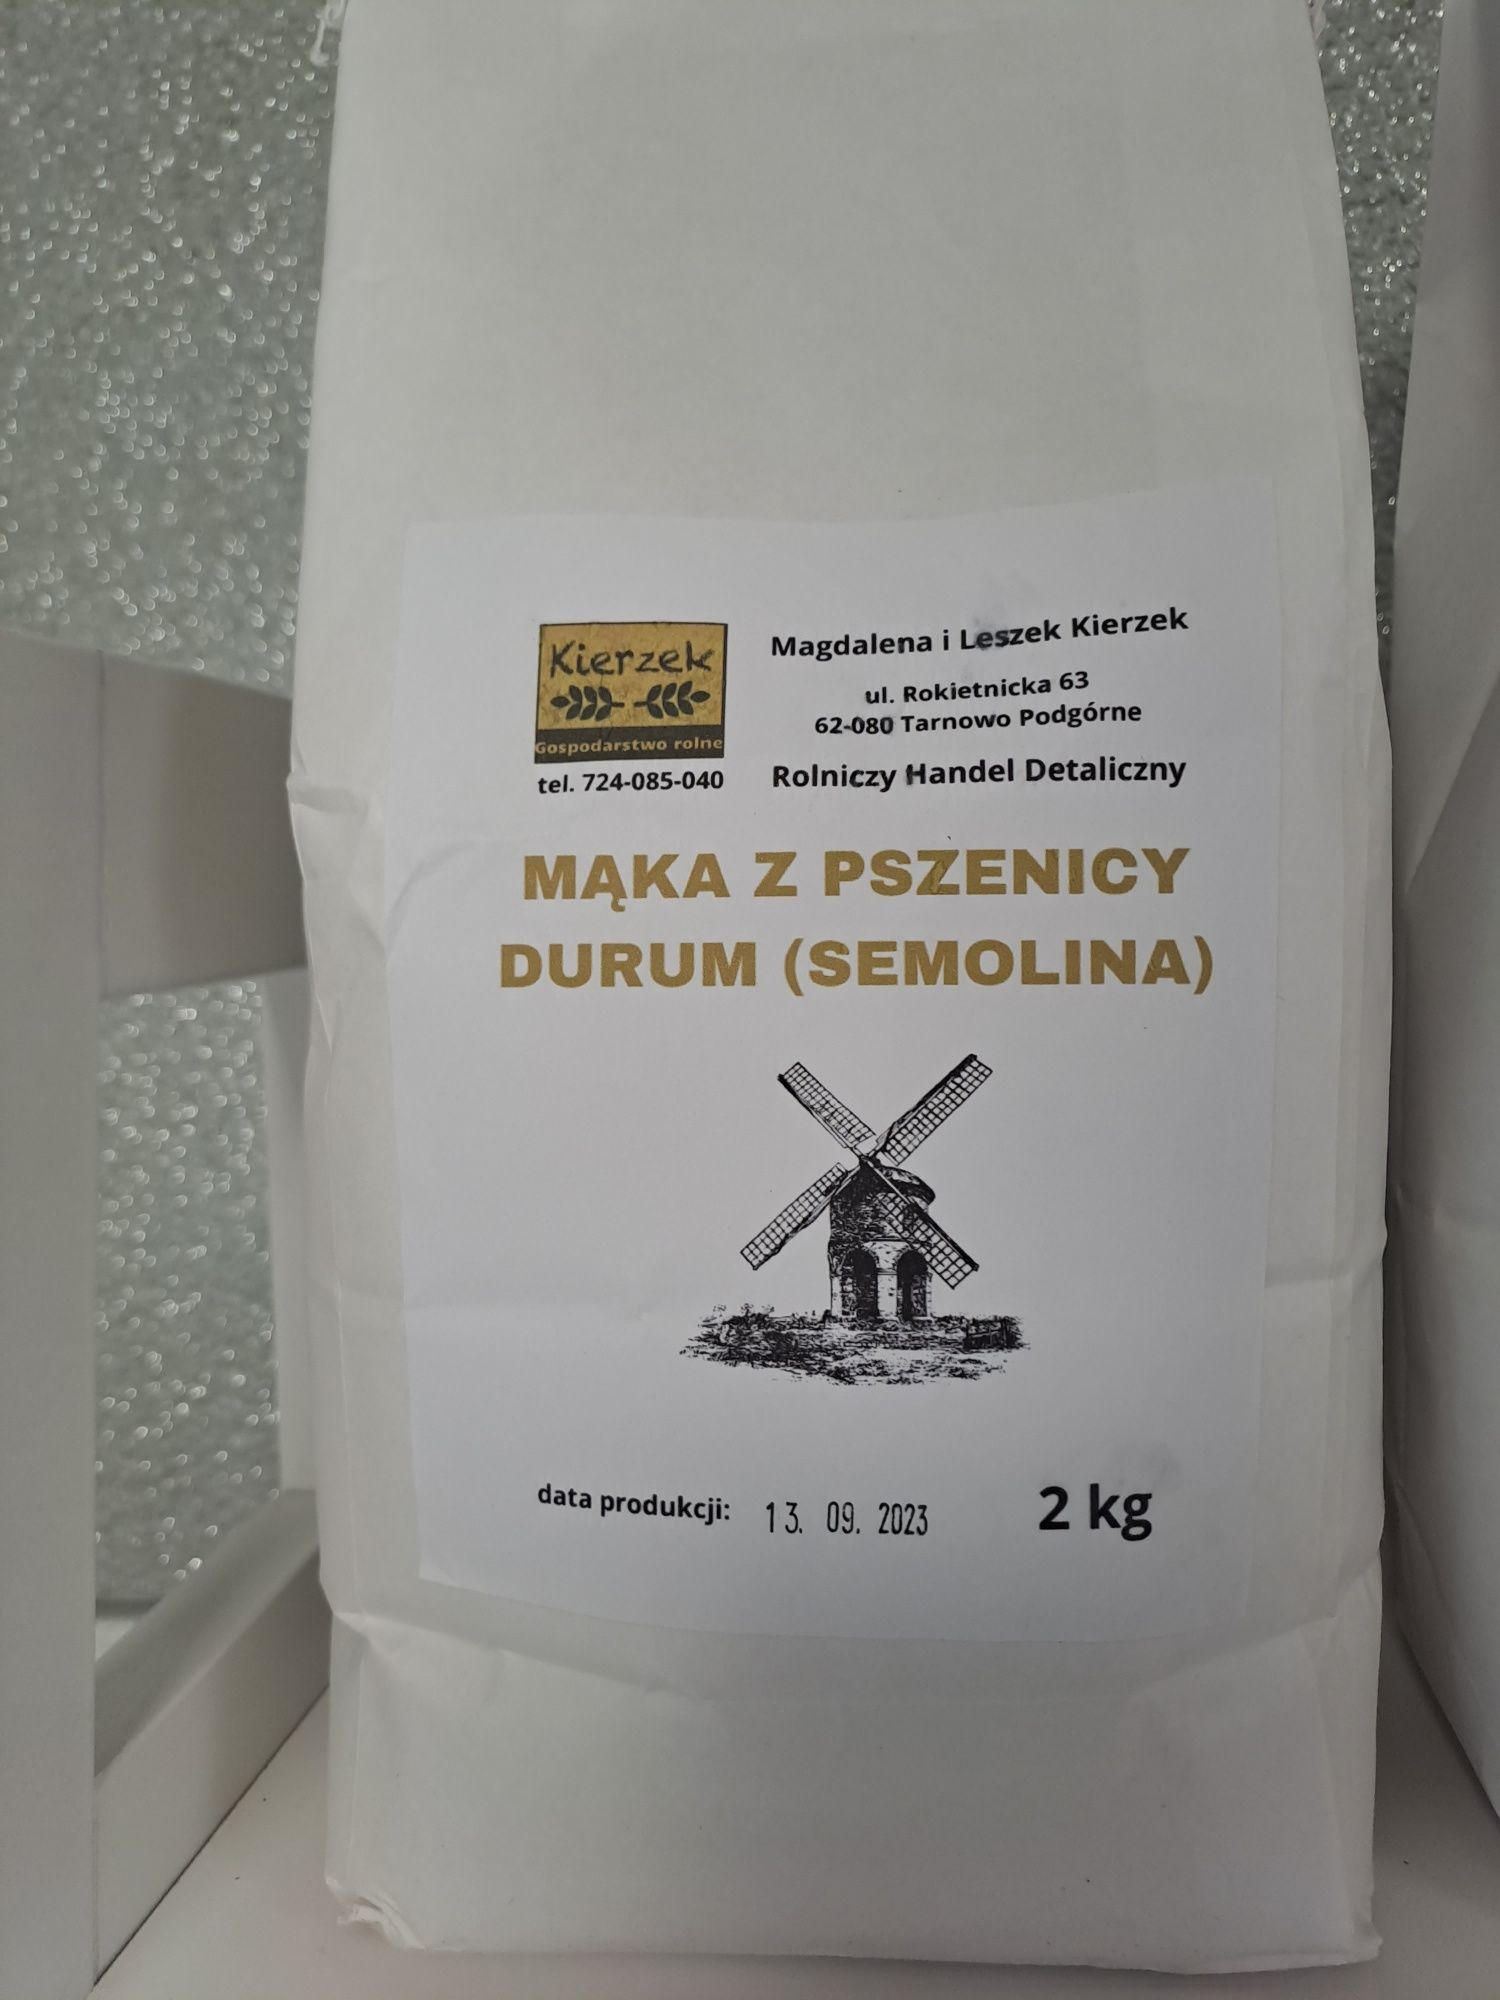 Kierzek
Gospodarstwo rolne
tel. 724-085-040
Magdalena i Leszek Kierzek
ul. Rokietnicka 63
62-080 Tarnowo Podgórne
Rolniczy Handel Detaliczny
MĄKA Z PSZENICY
DURUM (SEMOLINA)
data produkcji: 13. 09. 2023
2 kg